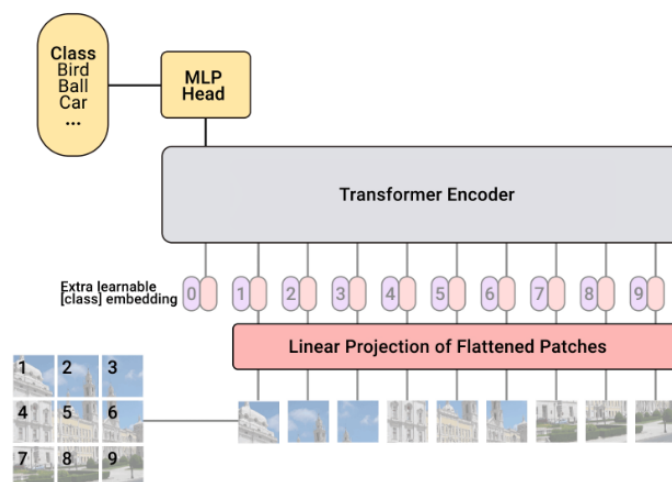 Class
Bird
Ball
Car
...
MLP
Head
Transformer Encoder
Extra learnable
[class] embedding
0 1 2 3 4 5 6 7 8 9
Linear Projection of Flattened Patches
1 2 3
4 5 6
7 8 9